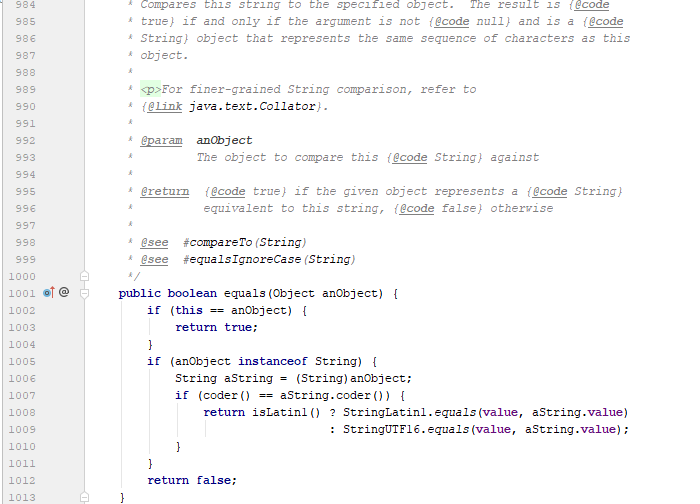 984 * Compares this string to the specified object.  The result is {@code
985 * true} if and only if the argument is not {@code null} and is a {@code
986 * String} object that represents the same sequence of characters as this
987 * object.
988 *
989 * <p>For finer-grained String comparison, refer to
990 * {@link java.text.Collator}.
991 *
992 * @param  anObject
993 *         The object to compare this {@code String} against
994 *
995 * @return  {@code true} if the given object represents a {@code String}
996 *          equivalent to this string, {@code false} otherwise
997 *
998 * @see  #compareTo(String)
999 * @see  #equalsIgnoreCase(String)
1000 */
1001 @ public boolean equals(Object anObject) {
1002     if (this == anObject) {
1003         return true;
1004     }
1005     if (anObject instanceof String) {
1006         String aString = (String)anObject;
1007         if (coder() == aString.coder()) {
1008             return isLatin1() ? StringLatin1.equals(value, aString.value)
1009                               : StringUTF16.equals(value, aString.value);
1010         }
1011     }
1012     return false;
1013 }